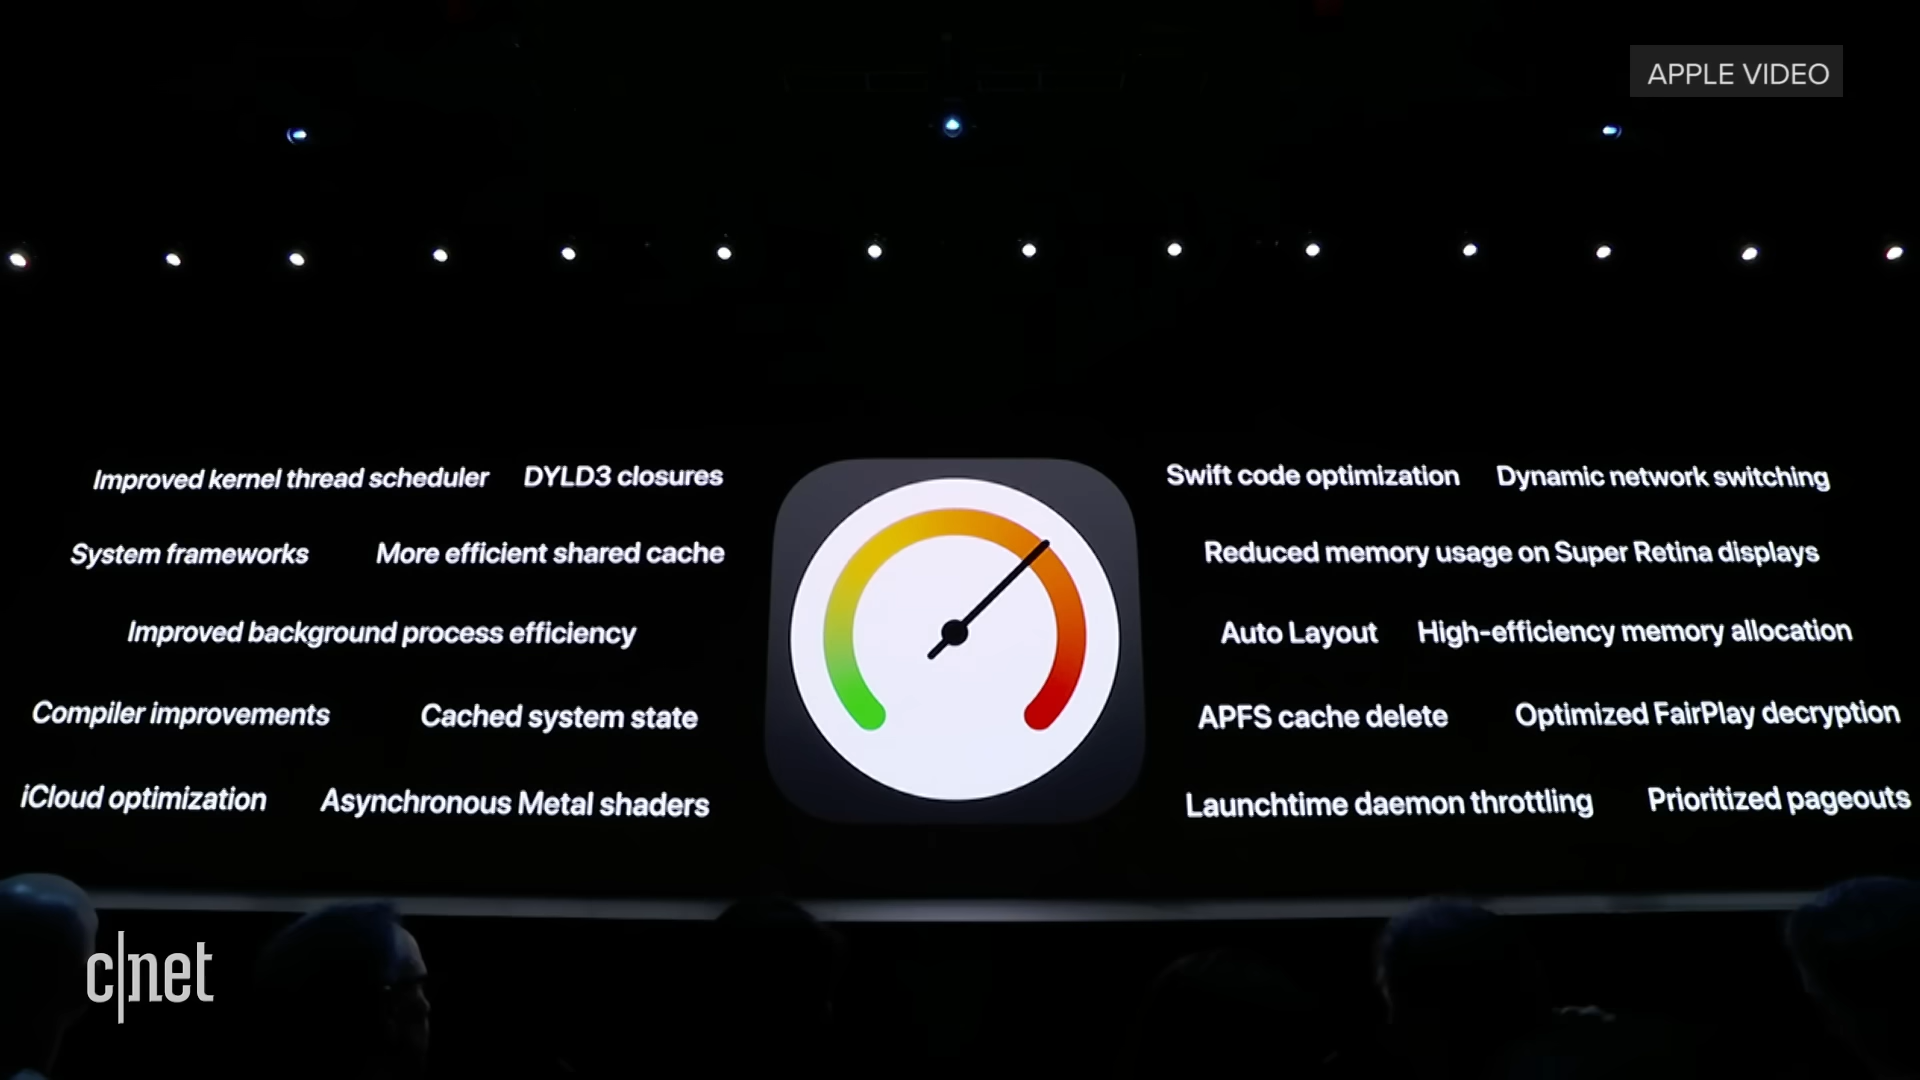 APPLE VIDEO
Improved kernel thread scheduler DYLD3 closures
System frameworks More efficient shared cache
Improved background process efficiency
Compiler improvements Cached system state
iCloud optimization Asynchronous Metal shaders
Swift code optimization Dynamic network switching
Reduced memory usage on Super Retina displays
Auto Layout High-efficiency memory allocation
APFS cache delete Optimized FairPlay decryption
Launchtime daemon throttling Prioritized pageouts
c|net